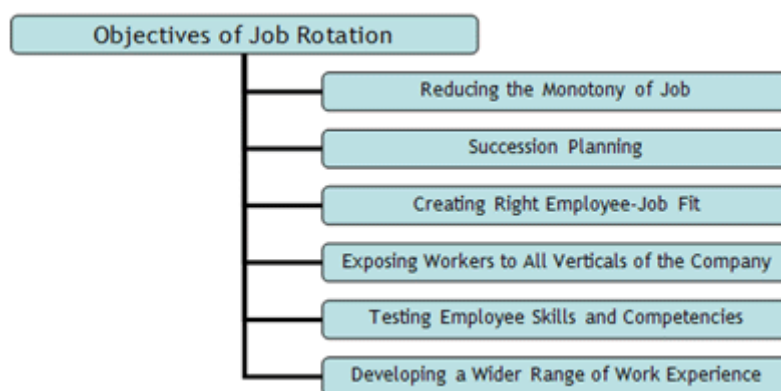 Objectives of Job Rotation
Reducing the Monotony of Job
Succession Planning
Creating Right Employee-Job Fit
Exposing Workers to All Verticals of the Company
Testing Employee Skills and Competencies
Developing a Wider Range of Work Experience